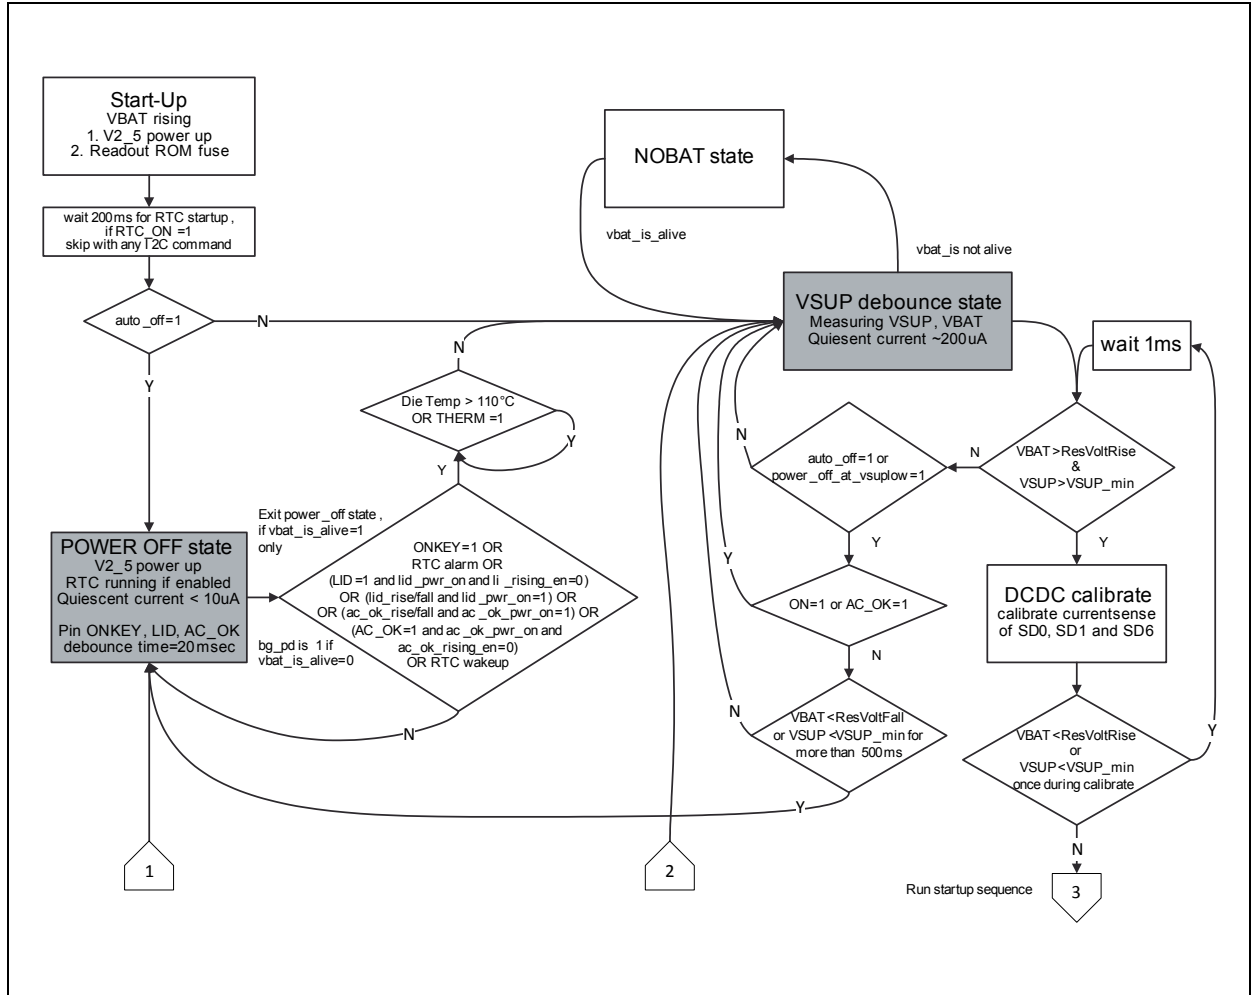 Start-Up
VBAT rising
1. V2_5 power up
2. Readout ROM fuse
wait 200ms for RTC startup ,
if RTC_ON =1
skip with any I2C command
auto _off=1
N
Y
NOBAT state
vbat_is_alive
vbat_is not alive
VSUP debounce state
Measuring VSUP , VBAT
Quiesent current ~200uA
wait 1ms
N
Die Temp > 110°C
OR THERM =1
Y
Y
Exit power_off state ,
if vbat_is_alive=1
only
POWER OFF state
V2_5 power up
RTC running if enabled
Quiescent current < 10uA
Pin ONKEY, LID, AC_OK
debounce time=20msec
bg_pd is 1 if
vbat_is_alive=0
ONKEY=1 OR
RTC alarm OR
(LID =1 and lid _pwr_on and li _rising_en=0)
OR (lid_rise/fall and lid _pwr_on=1) OR
OR (ac_ok_rise/fall and ac _ok_pwr_on=1) OR
(AC_OK=1 and ac _ok_pwr_on and
ac_ok_rising_en=0)
OR RTC wakeup
N
VBAT >ResVoltRise
&
VSUP>VSUP_min
N
Y
auto _off=1 or
power_off_at_vsuplow =1
N
Y
ON=1 or AC_OK=1
Y
N
VBAT <ResVoltFall
or VSUP <VSUP_min for
more than 500ms
N
Y
DCDC calibrate
calibrate currentsense
of SD0, SD1 and SD6
VBAT <ResVoltRise
or
VSUP<VSUP_min
once during calibrate
Y
N
1
2
Run startup sequence
3